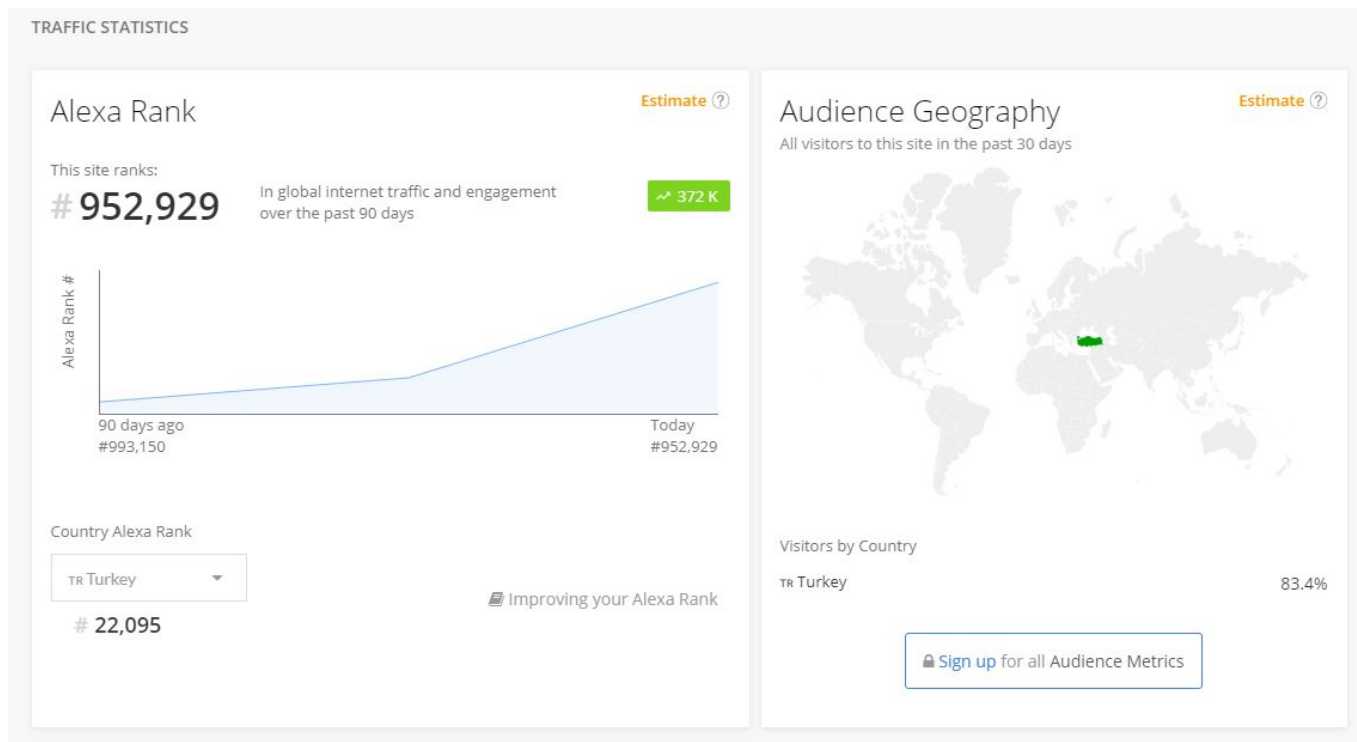 TRAFFIC STATISTICS
Alexa Rank
Estimate ?
This site ranks:
# 952,929
In global internet traffic and engagement
over the past 90 days
372 K
Alexa Rank #
90 days ago
#993,150
Today
#952,929
Country Alexa Rank
TR Turkey
# 22,095
Improving your Alexa Rank
Audience Geography
Estimate ?
All visitors to this site in the past 30 days
Visitors by Country
TR Turkey
83.4%
Sign up for all Audience Metrics